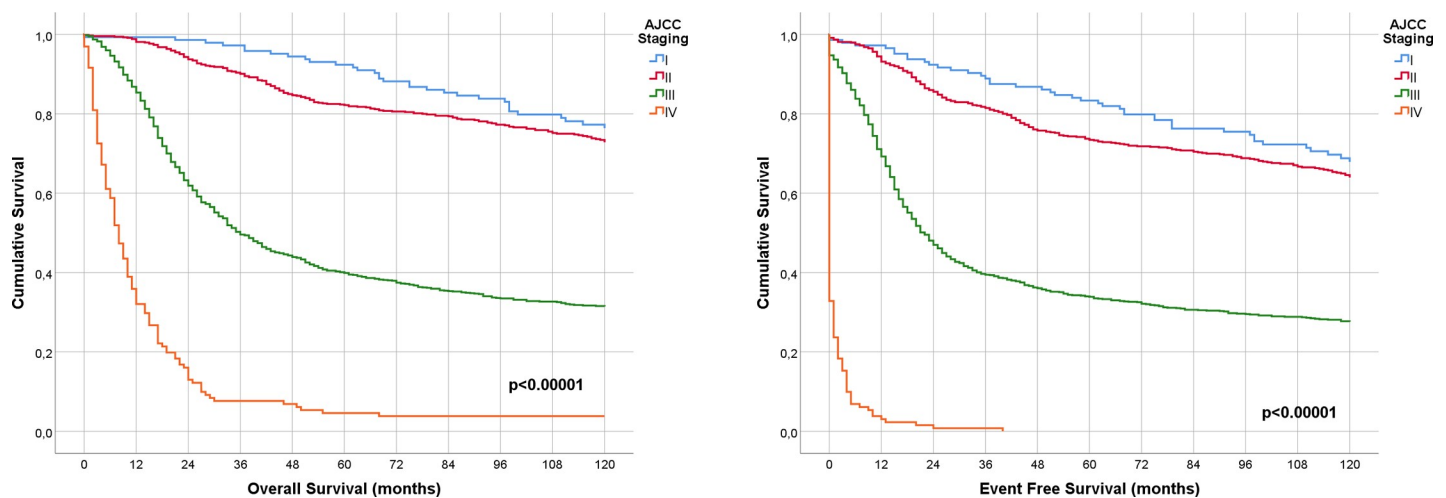 AJCC
Staging
I
II
III
IV
1,0
0,8
0,6
0,4
0,2
0,0
Cumulative Survival
p<0.00001
0 12 24 36 48 60 72 84 96 108 120
Overall Survival (months)
AJCC
Staging
I
II
III
IV
1,0
0,8
0,6
0,4
0,2
0,0
Cumulative Survival
p<0.00001
0 12 24 36 48 60 72 84 96 108 120
Event Free Survival (months)